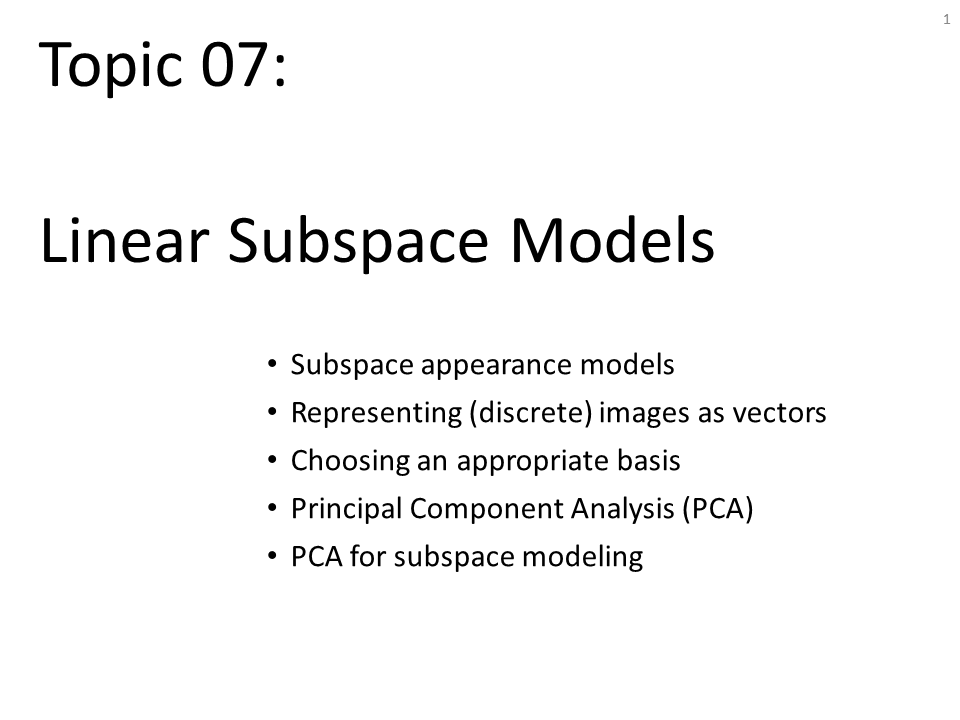 1
Topic 07:
Linear Subspace Models
• Subspace appearance models
• Representing (discrete) images as vectors
• Choosing an appropriate basis
• Principal Component Analysis (PCA)
• PCA for subspace modeling